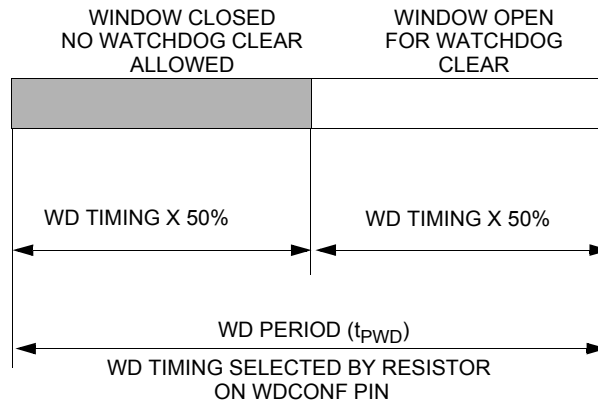 WINDOW CLOSED
NO WATCHDOG CLEAR
ALLOWED
WINDOW OPEN
FOR WATCHDOG
CLEAR
WD TIMING X 50%
WD TIMING X 50%
WD PERIOD (tPWD)
WD TIMING SELECTED BY RESISTOR
ON WDCONF PIN